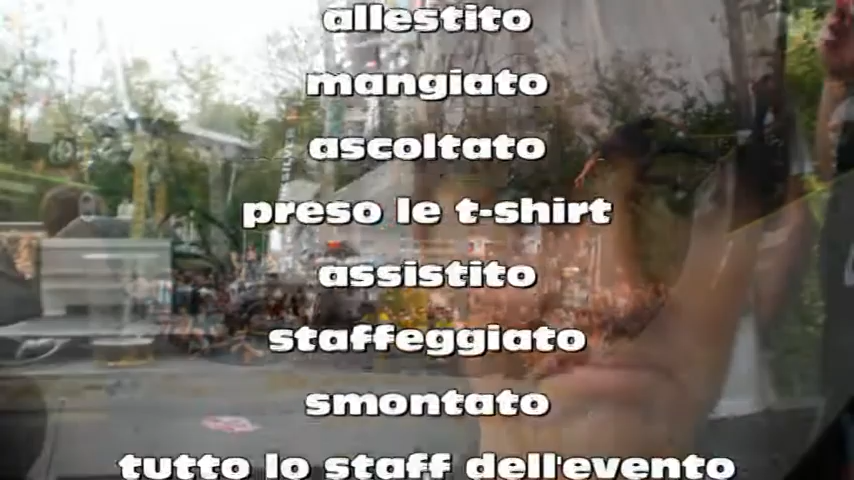 allestito
mangiato
ascoltato
preso le t-shirt
assistito
staffeggiato
smontato
tutto lo staff dell'evento